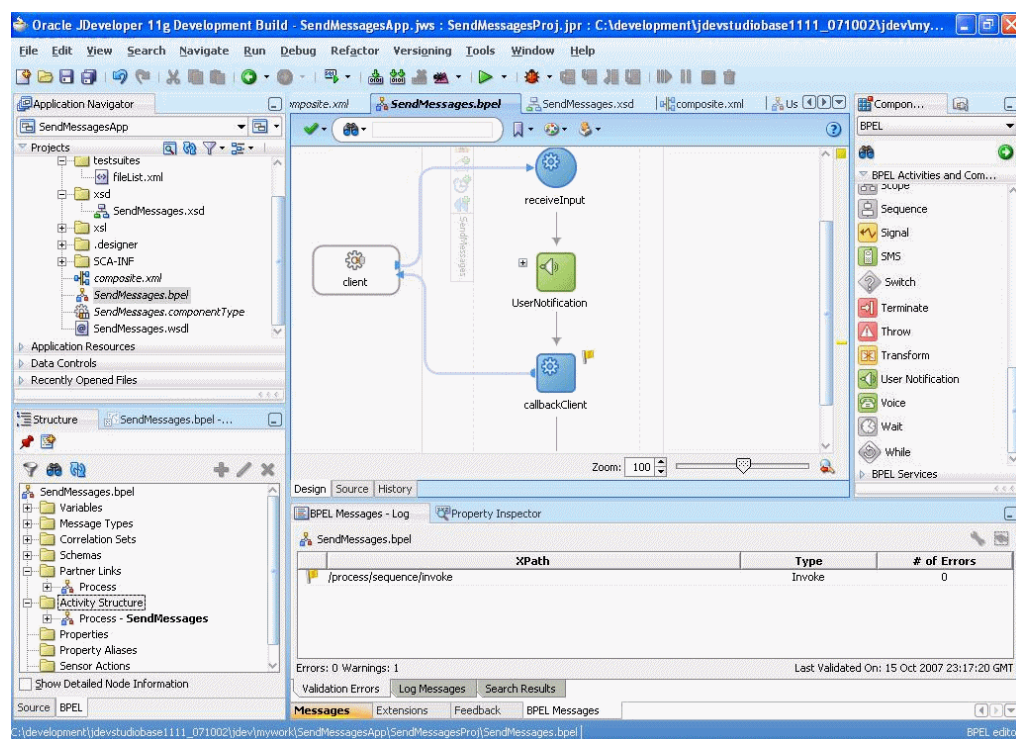 Oracle JDeveloper 11g Development Build - SendMessagesApp.jws : SendMessagesProj.jpr : C:\development\jdevstudiobase1111_071002\jdev\my...
File Edit View Search Navigate Run Debug Refactor Versioning Tools Window Help
Application Navigator
SendMessagesApp
Projects
testsuites
fileList.xml
xsd
SendMessages.xsd
xsl
.designer
SCA-INF
composite.xml
SendMessages.bpel
SendMessages.componentType
SendMessages.wsdl
Application Resources
Data Controls
Recently Opened Files
mposite.xml SendMessages.bpel SendMessages.xsd composite.xml Us
receiveInput
SendMessages
client
UserNotification
callbackClient
Zoom: 100
Design Source History
Compon...
BPEL
BPEL Activities and Com...
Scope
Sequence
Signal
SMS
Switch
Terminate
Throw
Transform
User Notification
Voice
Wait
While
BPEL Services
Structure SendMessages.bpel -...
SendMessages.bpel
Variables
Message Types
Correlation Sets
Schemas
Partner Links
Process
Activity Structure
Process - SendMessages
Properties
Property Aliases
Sensor Actions
Show Detailed Node Information
Source BPEL
BPEL Messages - Log Property Inspector
SendMessages.bpel
XPath Type # of Errors
/process/sequence/invoke Invoke 0
Errors: 0 Warnings: 1 Last Validated On: 15 Oct 2007 23:17:20 GMT
Validation Errors Log Messages Search Results
Messages Extensions Feedback BPEL Messages
C:\development\jdevstudiobase1111_071002\jdev\mywork\SendMessagesApp\SendMessagesProj\SendMessages.bpel BPEL edito